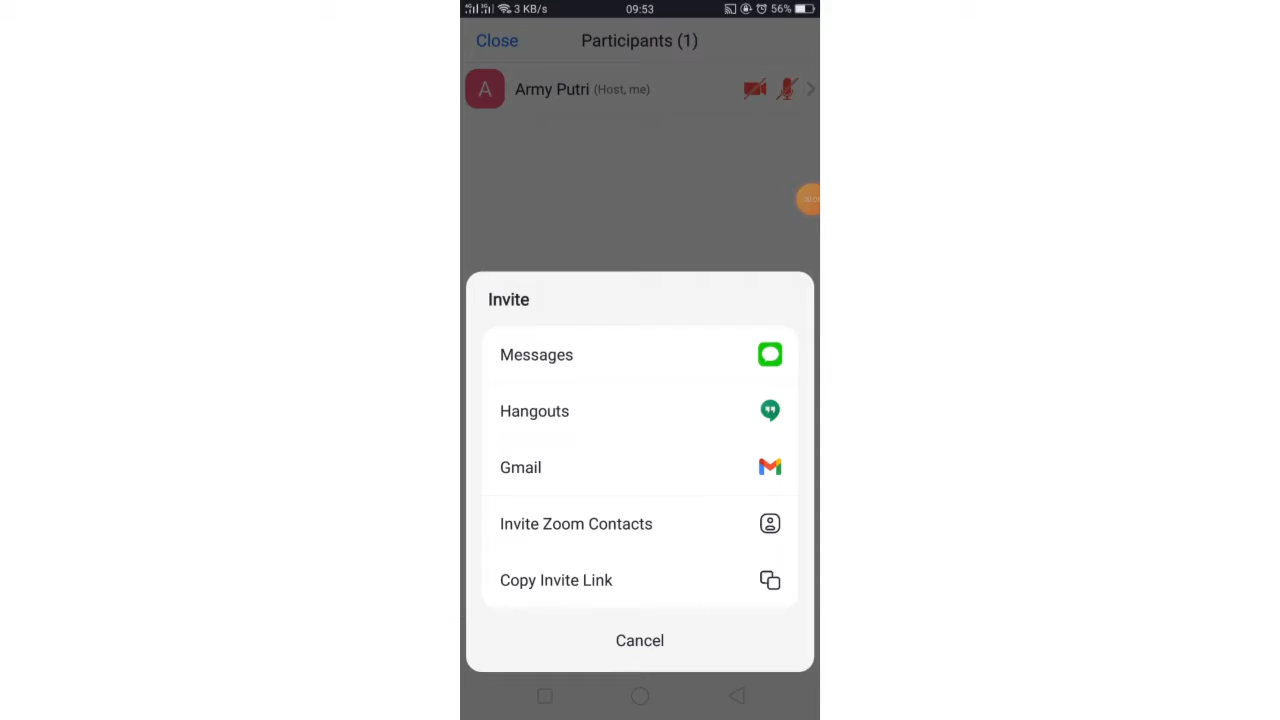 3 KB/s 09:53 56%
Close Participants (1)
A Army Putri (Host, me)
Invite
Messages
Hangouts
Gmail
Invite Zoom Contacts
Copy Invite Link
Cancel